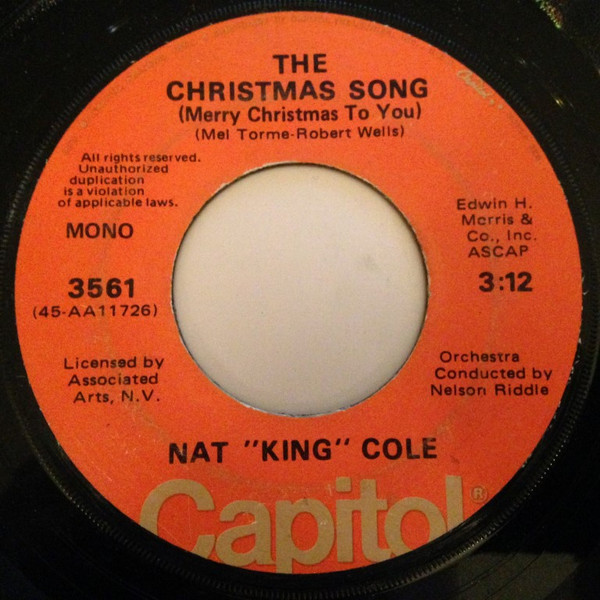 THE
CHRISTMAS SONG
(Merry Christmas To You)
(Mel Torme-Robert Wells)
All rights reserved.
Unauthorized
duplication
is a violation
of applicable laws.
MONO
3561
(45-AA11726)
Licensed by
Associated
Arts, N.V.
Edwin H.
Morris &
Co., Inc.
ASCAP
3:12
Orchestra
Conducted by
Nelson Riddle
NAT "KING" COLE
Capitol®
Capitol